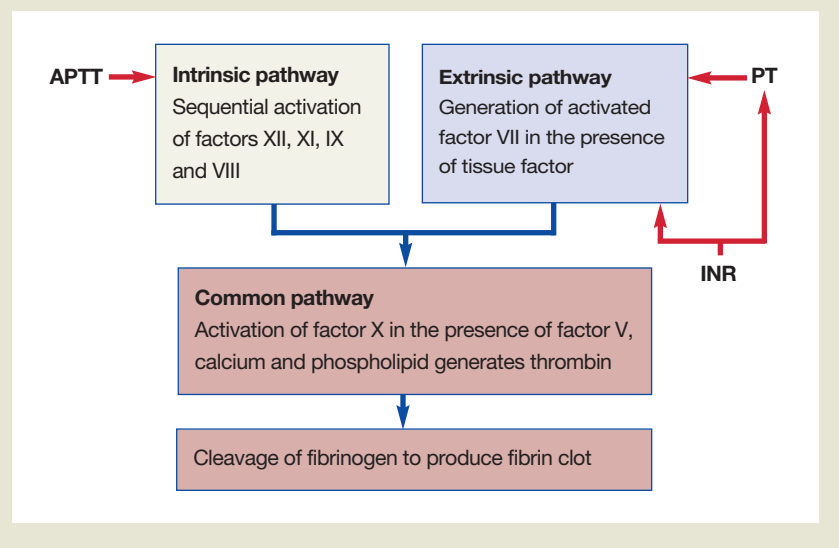 APTT
Intrinsic pathway
Sequential activation
of factors XII, XI, IX
and VIII
Extrinsic pathway
Generation of activated
factor VII in the presence
of tissue factor
PT
INR
Common pathway
Activation of factor X in the presence of factor V,
calcium and phospholipid generates thrombin
Cleavage of fibrinogen to produce fibrin clot